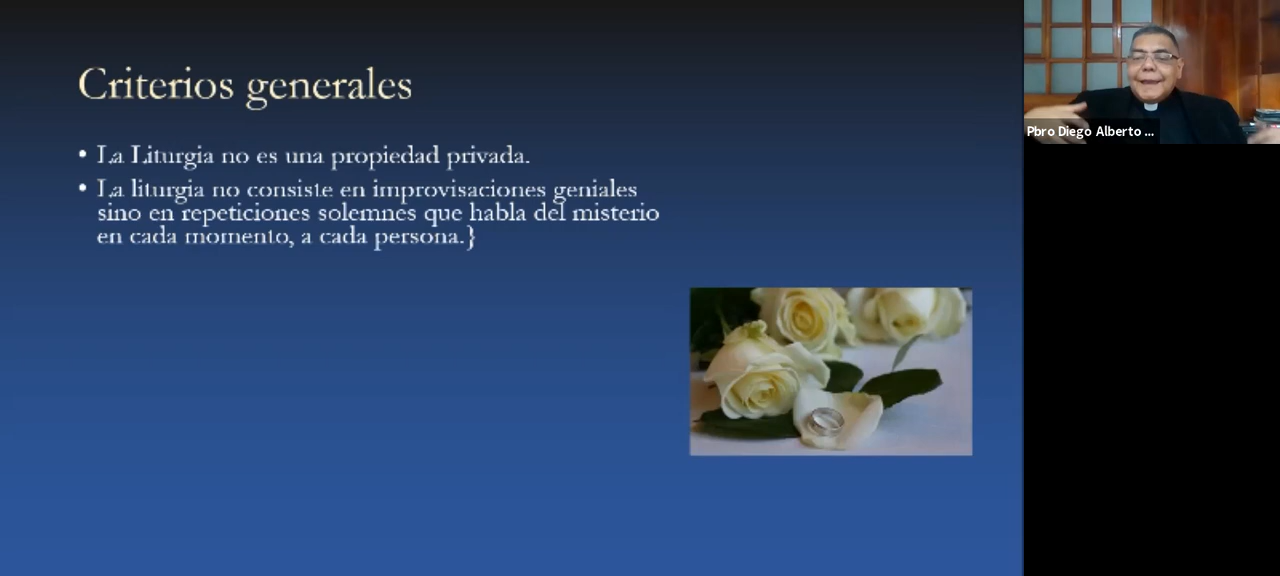 Criterios generales
• La Liturgia no es una propiedad privada.
• La liturgia no consiste en improvisaciones geniales
sino en repeticiones solemnes que habla del misterio
en cada momento, a cada persona.}
Pbro Diego Alberto ...